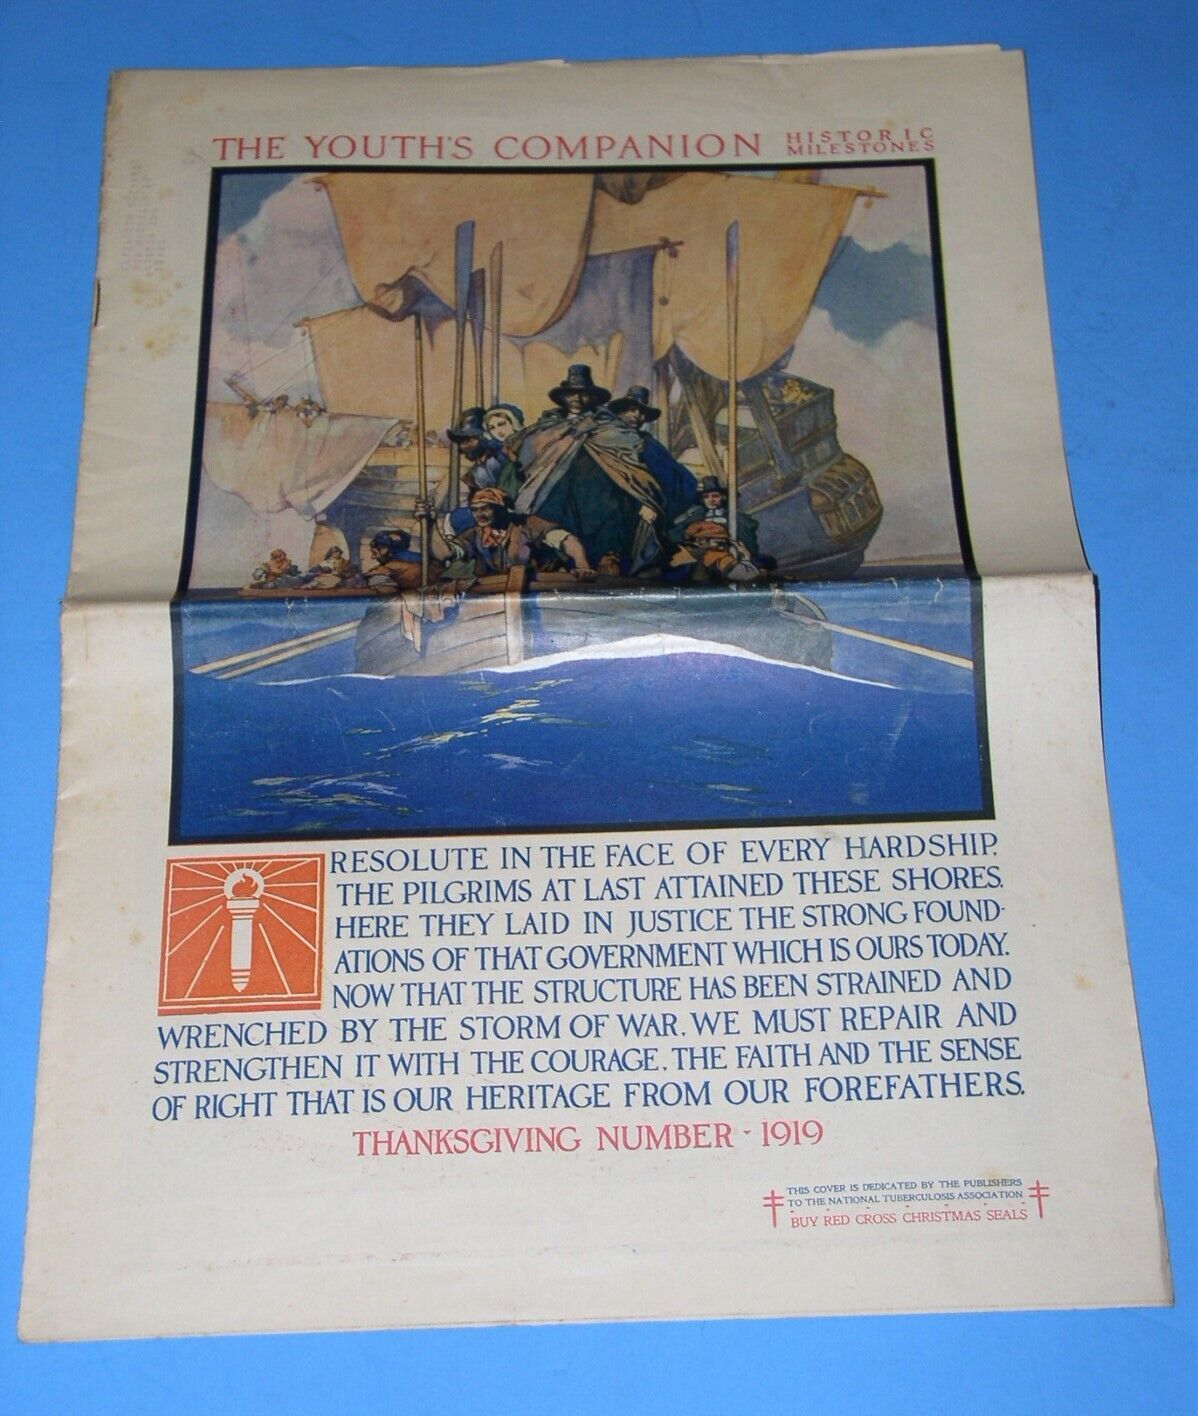 THE YOUTH'S COMPANION HISTORIC
MILESTONES
RESOLUTE IN THE FACE OF EVERY HARDSHIP,
THE PILGRIMS AT LAST ATTAINED THESE SHORES.
HERE THEY LAID IN JUSTICE THE STRONG FOUND-
ATIONS OF THAT GOVERNMENT WHICH IS OURS TODAY.
NOW THAT THE STRUCTURE HAS BEEN STRAINED AND
WRENCHED BY THE STORM OF WAR, WE MUST REPAIR AND
STRENGTHEN IT WITH THE COURAGE, THE FAITH AND THE SENSE
OF RIGHT THAT IS OUR HERITAGE FROM OUR FOREFATHERS.
THANKSGIVING NUMBER - 1919
THIS COVER IS DEDICATED BY THE PUBLISHERS
TO THE NATIONAL TUBERCULOSIS ASSOCIATION
BUY RED CROSS CHRISTMAS SEALS